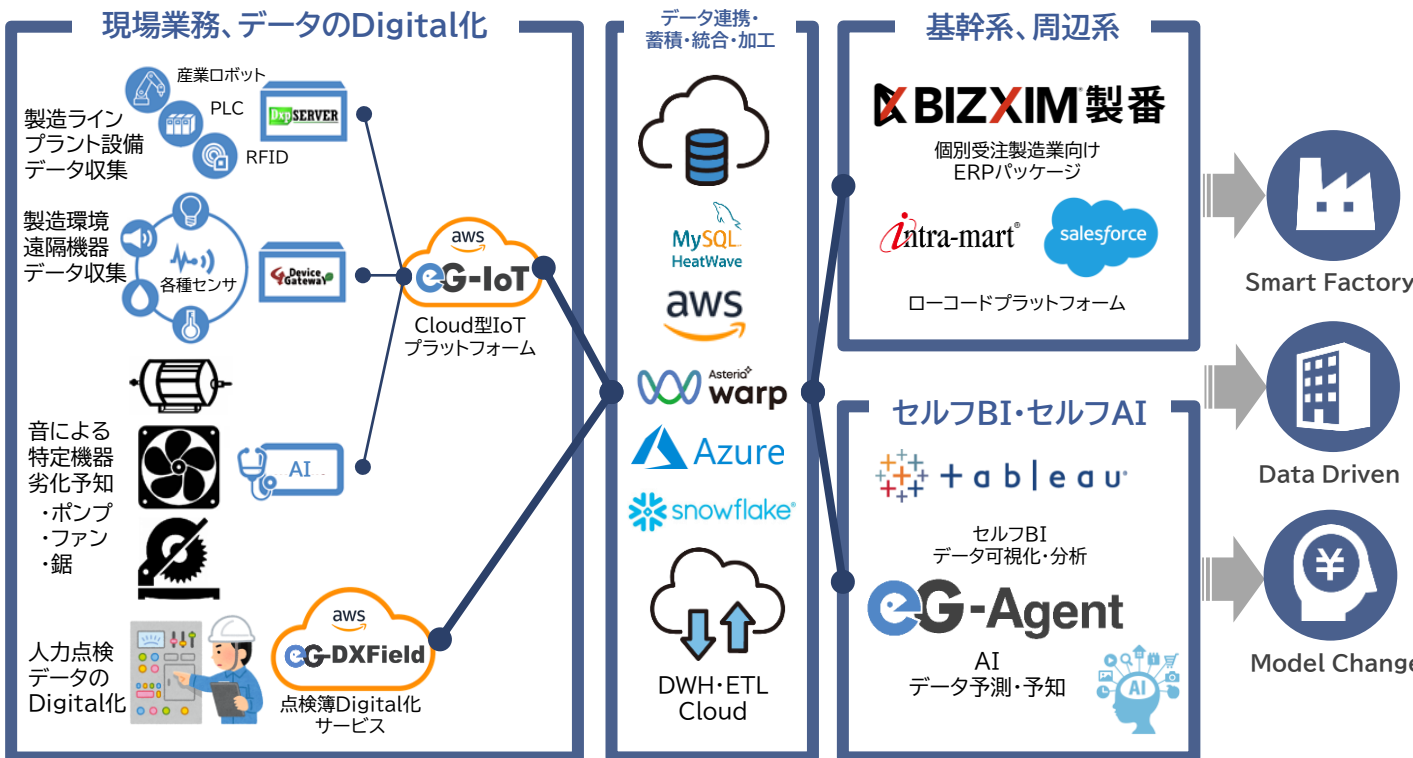 現場業務、データのDigital化
産業ロボット
PLC
RFID
製造ライン
プラント設備
データ収集
DxpSERVER
製造環境
遠隔機器
データ収集
各種センサ
Device
Gateway
aws
eG-IoT
Cloud型IoT
プラットフォーム
音による
特定機器
劣化予知
・ポンプ
・ファン
・鋸
AI
人力点検
データの
Digital化
aws
eG-DXField
点検簿Digital化
サービス
データ連携・
蓄積・統合・加工
MySQL
HeatWave
aws
Asteria
warp
Azure
snowflake®
DWH・ETL
Cloud
基幹系、周辺系
BIZXIM®製番
個別受注製造業向け
ERPパッケージ
intra-mart®
salesforce
ローコードプラットフォーム
セルフBI・セルフAI
+ableau®
セルフBI
データ可視化・分析
eG-Agent
AI
データ予測・予知
AI
Smart Factory
Data Driven
¥
Model Change